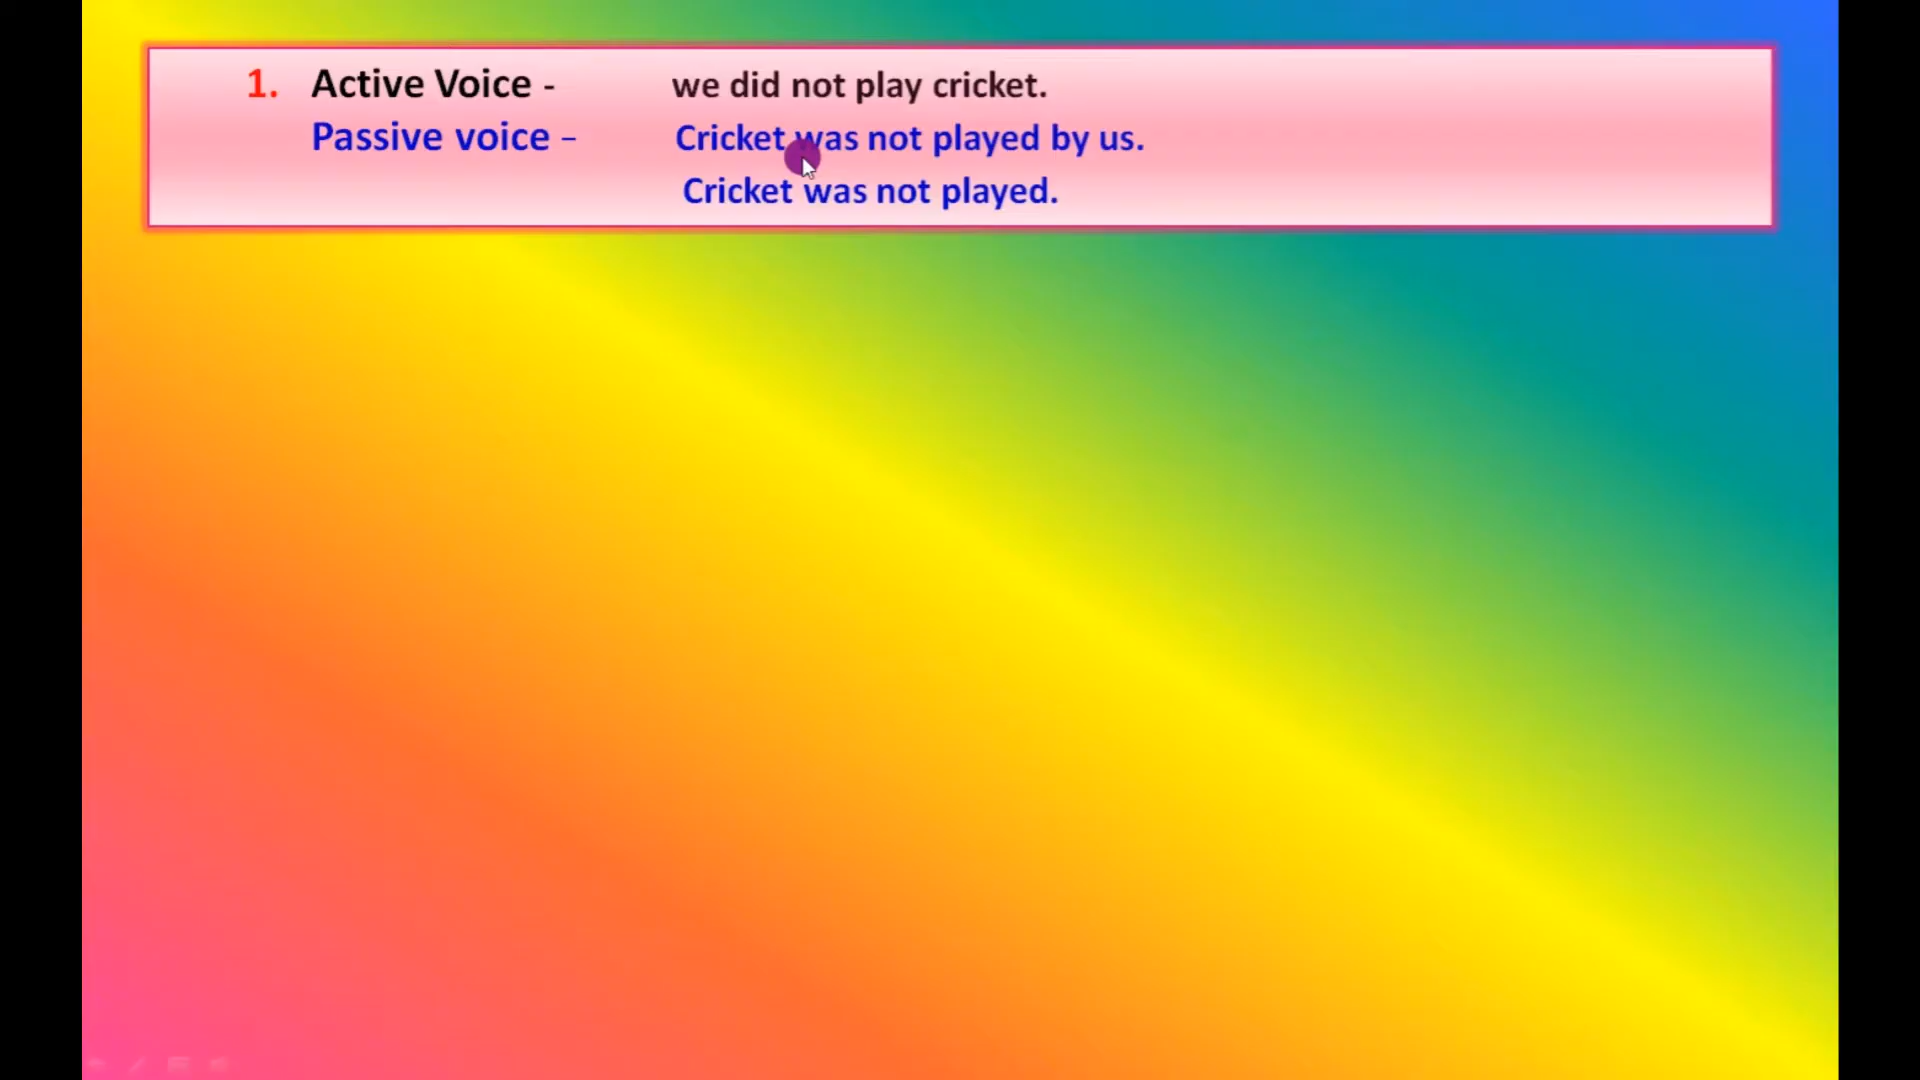 1. Active Voice - we did not play cricket.
Passive voice – Cricket was not played by us.
Cricket was not played.